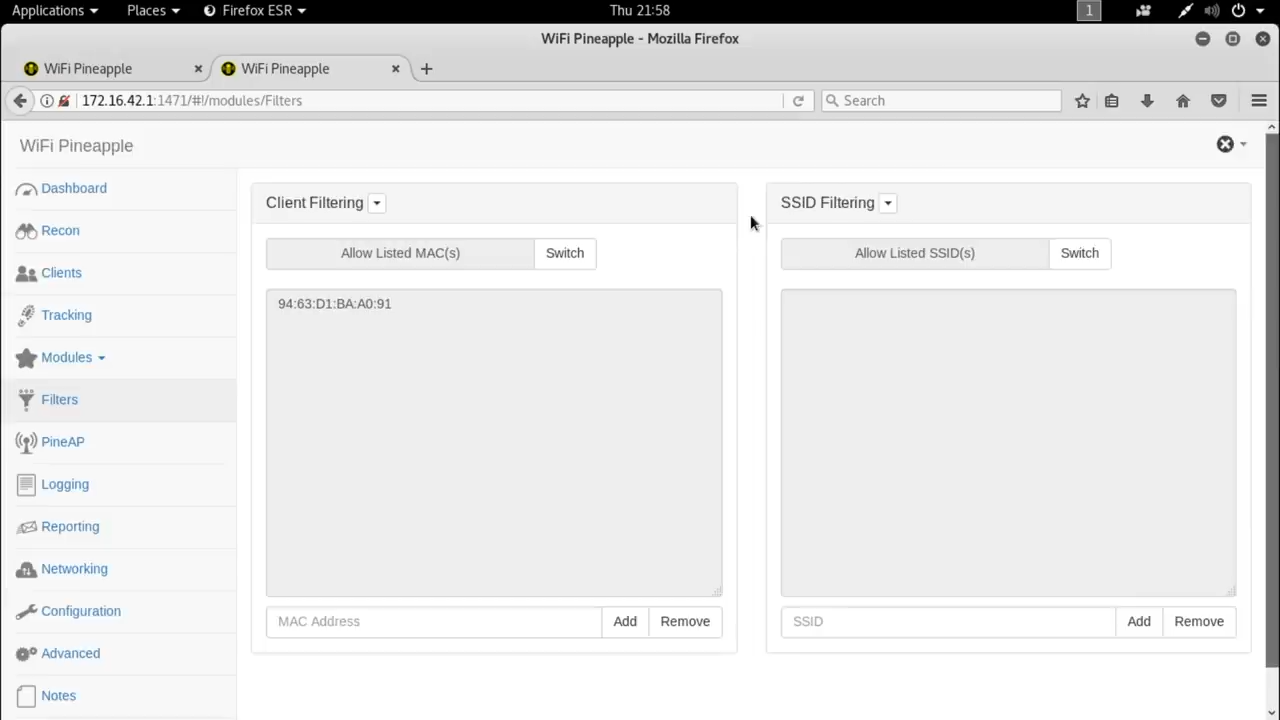 Applications Places Firefox ESR Thu 21:58 1
WiFi Pineapple - Mozilla Firefox
WiFi Pineapple WiFi Pineapple
172.16.42.1:1471/#!/modules/Filters Search
WiFi Pineapple
Dashboard
Recon
Clients
Tracking
Modules
Filters
PineAP
Logging
Reporting
Networking
Configuration
Advanced
Notes
Client Filtering
Allow Listed MAC(s) Switch
94:63:D1:BA:A0:91
MAC Address Add Remove
SSID Filtering
Allow Listed SSID(s) Switch
SSID Add Remove